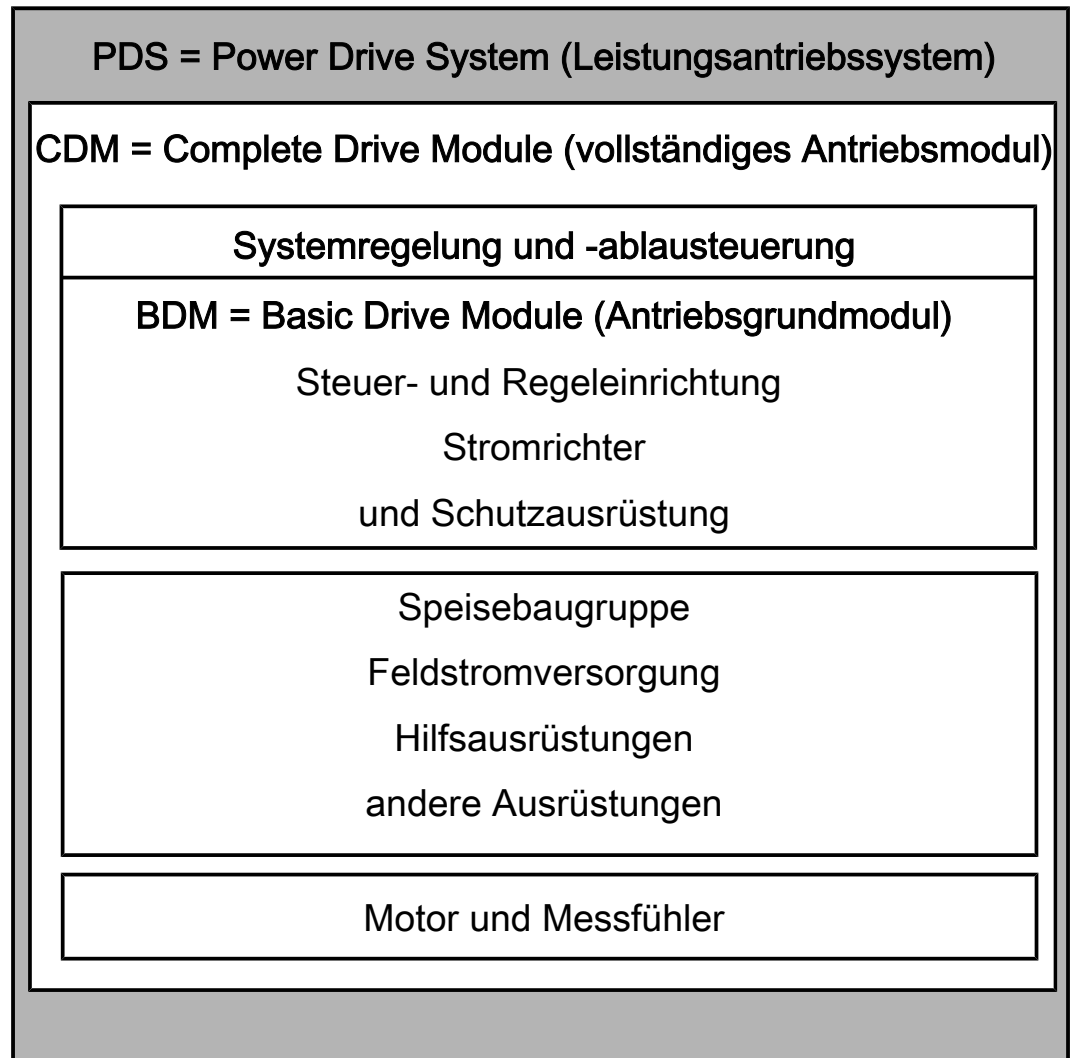 PDS = Power Drive System (Leistungsantriebssystem)
CDM = Complete Drive Module (vollständiges Antriebsmodul)
Systemregelung und -ablausteuerung
BDM = Basic Drive Module (Antriebsgrundmodul)
Steuer- und Regeleinrichtung
Stromrichter
und Schutzausrüstung
Speisebaugruppe
Feldstromversorgung
Hilfsausrüstungen
andere Ausrüstungen
Motor und Messfühler